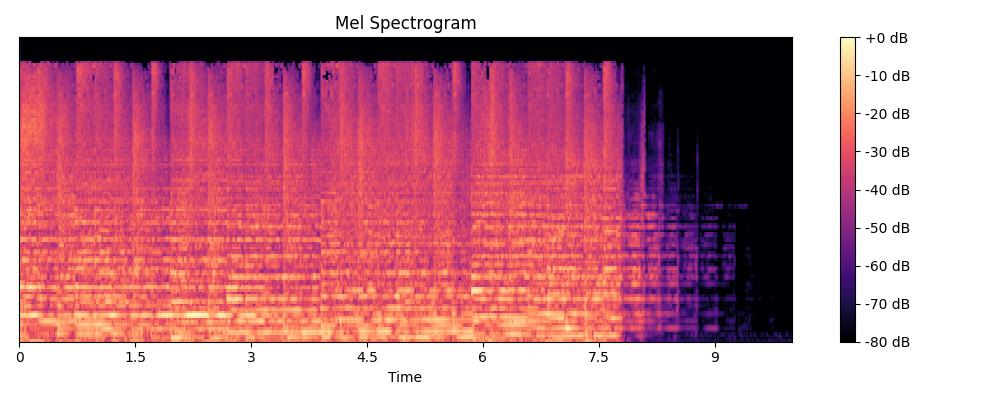 Mel Spectrogram
+0 dB
-10 dB
-20 dB
-30 dB
-40 dB
-50 dB
-60 dB
-70 dB
-80 dB
0 1.5 3 4.5 6 7.5 9
Time